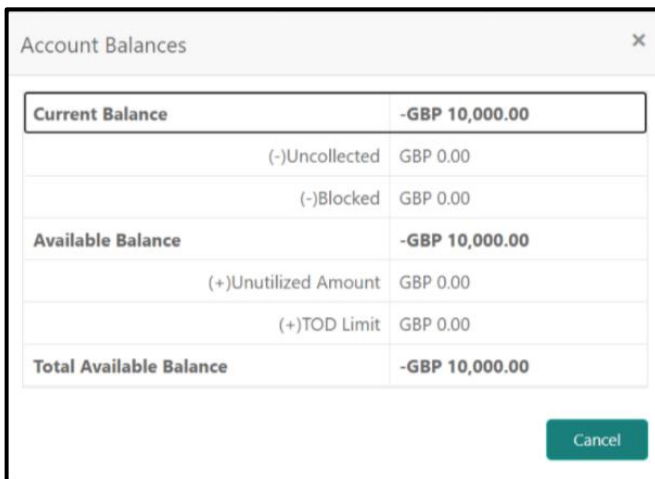 Account Balances ×
Current Balance -GBP 10,000.00
(-)Uncollected GBP 0.00
(-)Blocked GBP 0.00
Available Balance -GBP 10,000.00
(+)Unutilized Amount GBP 0.00
(+)TOD Limit GBP 0.00
Total Available Balance -GBP 10,000.00
Cancel